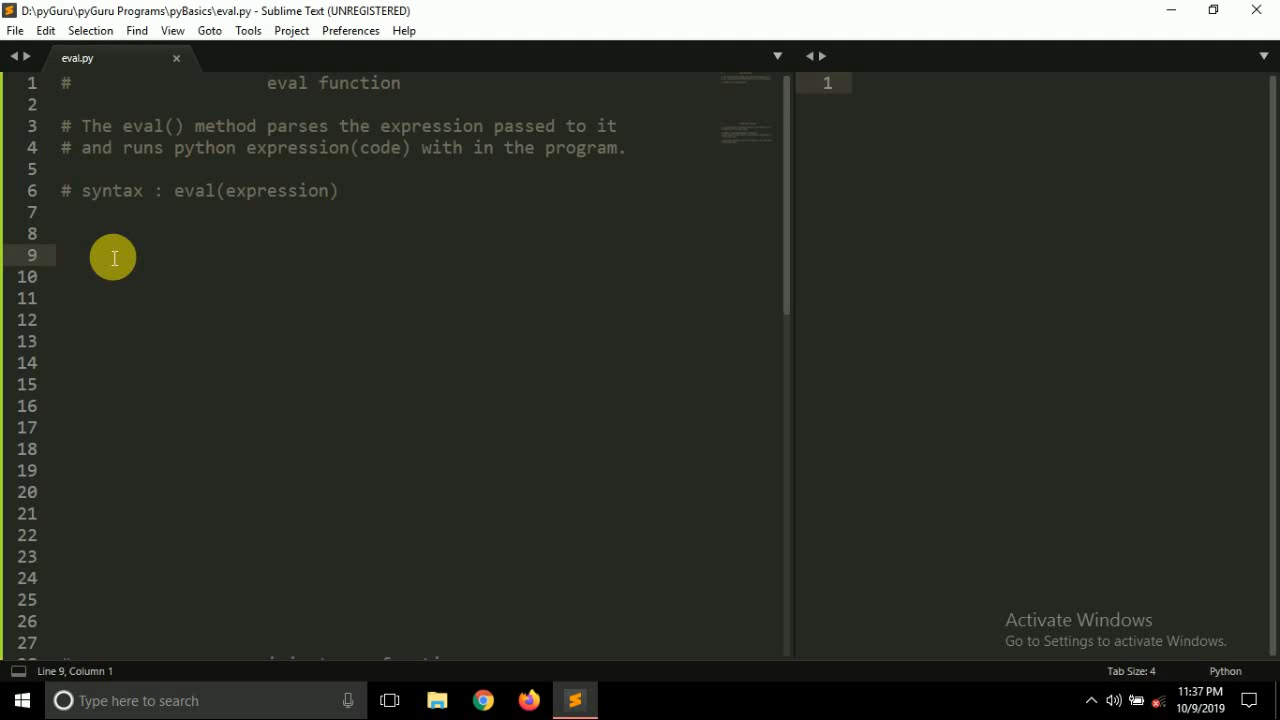 D:\pyGuru\pyGuru Programs\pyBasics\eval.py - Sublime Text (UNREGISTERED)
File Edit Selection Find View Goto Tools Project Preferences Help
eval.py
1 # eval function
1
2
3 # The eval() method parses the expression passed to it
4 # and runs python expression(code) with in the program.
5
6 # syntax : eval(expression)
7
8
9
10
11
12
13
14
15
16
17
18
19
20
21
22
23
24
25
26
27
Activate Windows
Go to Settings to activate Windows.
Line 9, Column 1
Tab Size: 4
Python
Type here to search
11:37 PM
10/9/2019